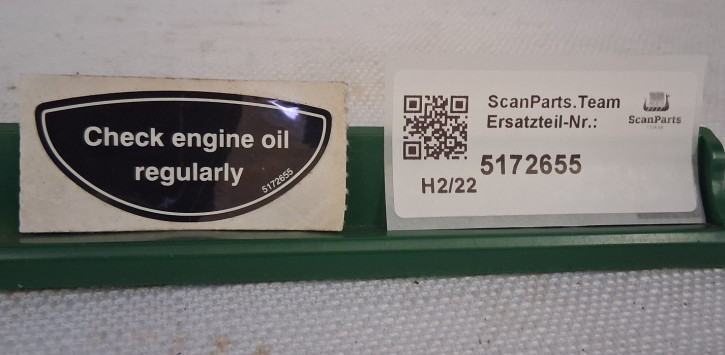 Check engine oil
regularly
5172655
ScanParts.Team
Ersatzteil-Nr.:
ScanParts
5172655
H2/22